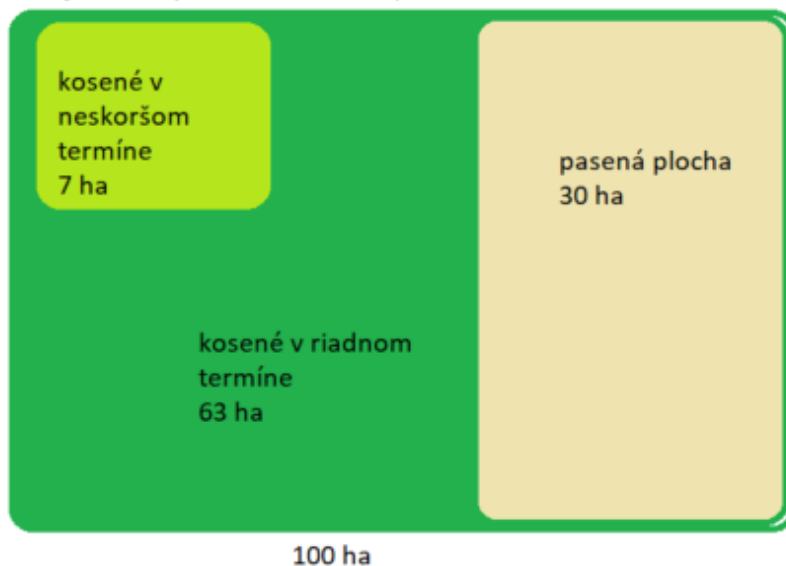 kosené v
neskoršom
termíne
7 ha
pasená plocha
30 ha
kosené v riadnom
termíne
63 ha
100 ha